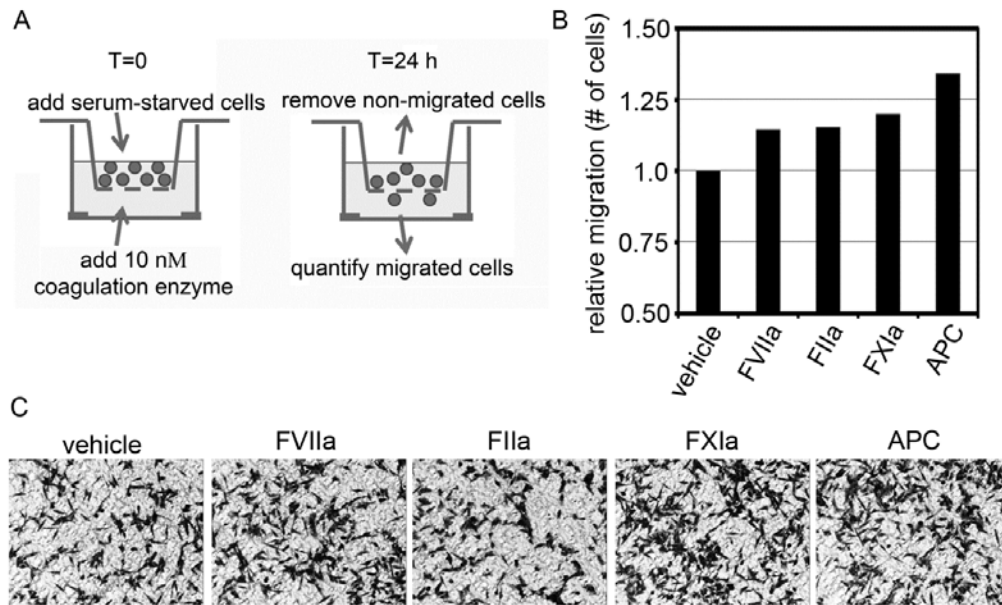 A
T=0
T=24 h
add serum-starved cells
remove non-migrated cells
add 10 nM
coagulation enzyme
quantify migrated cells
B
relative migration (# of cells)
1.50
1.25
1.0
0.75
0.50
vehicle
FVIIa
FIIa
FXIa
APC
C
vehicle
FVIIa
FIIa
FXIa
APC